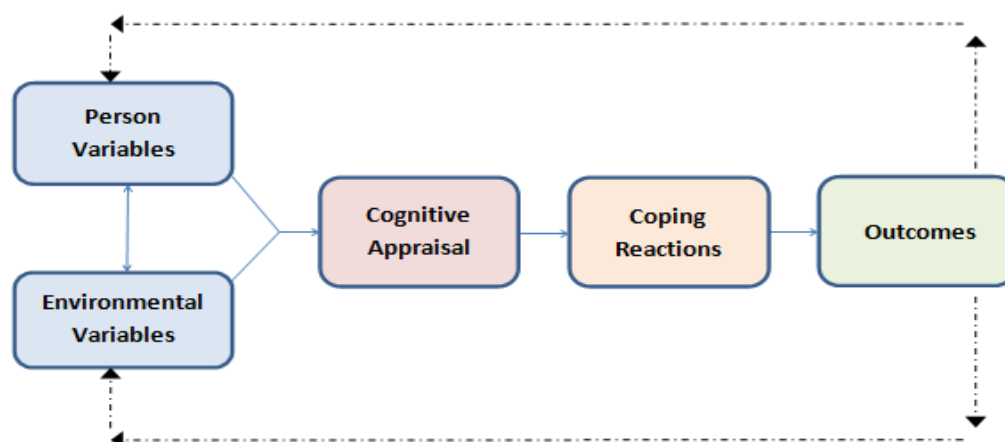 Person
Variables
Cognitive
Appraisal
Coping
Reactions
Outcomes
Environmental
Variables